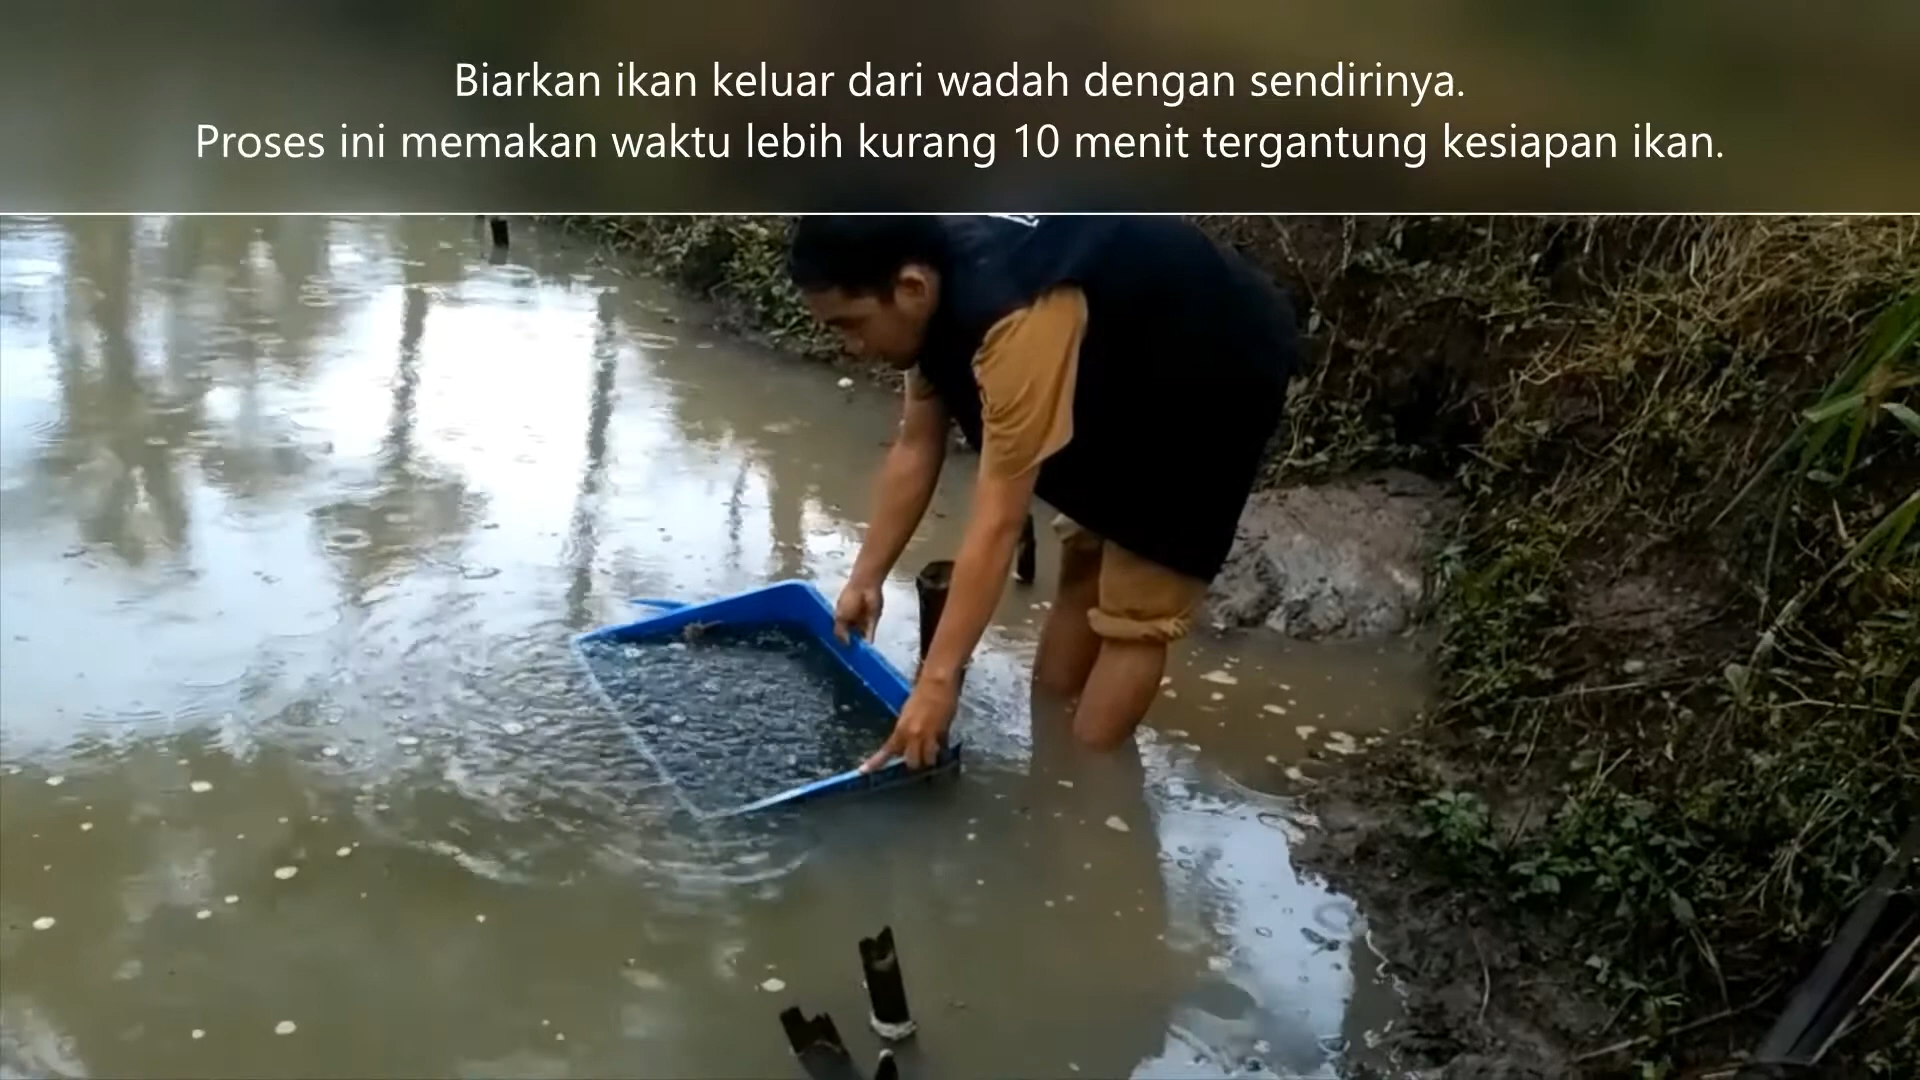 Biarkan ikan keluar dari wadah dengan sendirinya.
Proses ini memakan waktu lebih kurang 10 menit tergantung kesiapan ikan.